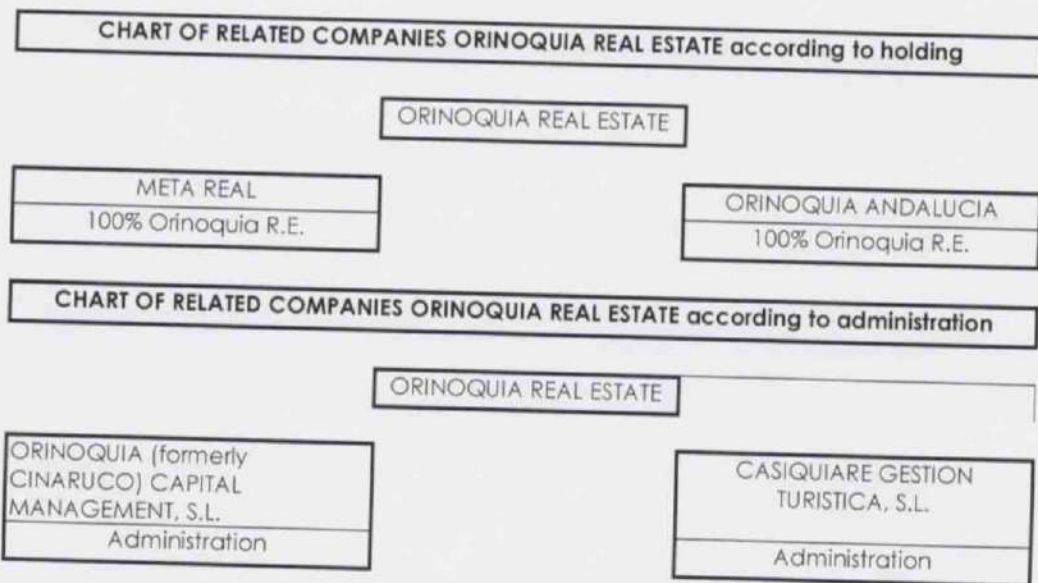 CHART OF RELATED COMPANIES ORINOQUIA REAL ESTATE according to holding
ORINOQUIA REAL ESTATE
META REAL
100% Orinoquia R.E.
ORINOQUIA ANDALUCIA
100% Orinoquia R.E.
CHART OF RELATED COMPANIES ORINOQUIA REAL ESTATE according to administration
ORINOQUIA REAL ESTATE
ORINOQUIA (formerly
CINARUCO) CAPITAL
MANAGEMENT, S.L.
Administration
CASIQUIARE GESTION
TURISTICA, S.L.
Administration